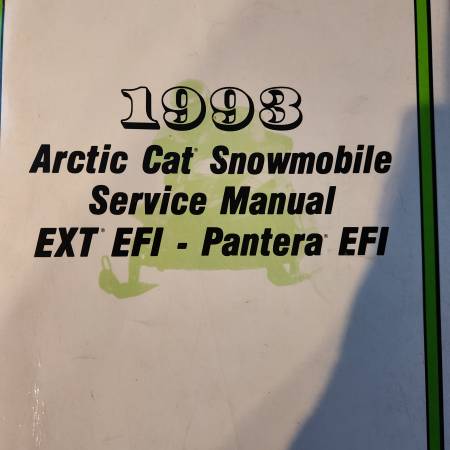 1993
Arctic Cat® Snowmobile
Service Manual
EXT® EFI - Pantera® EFI